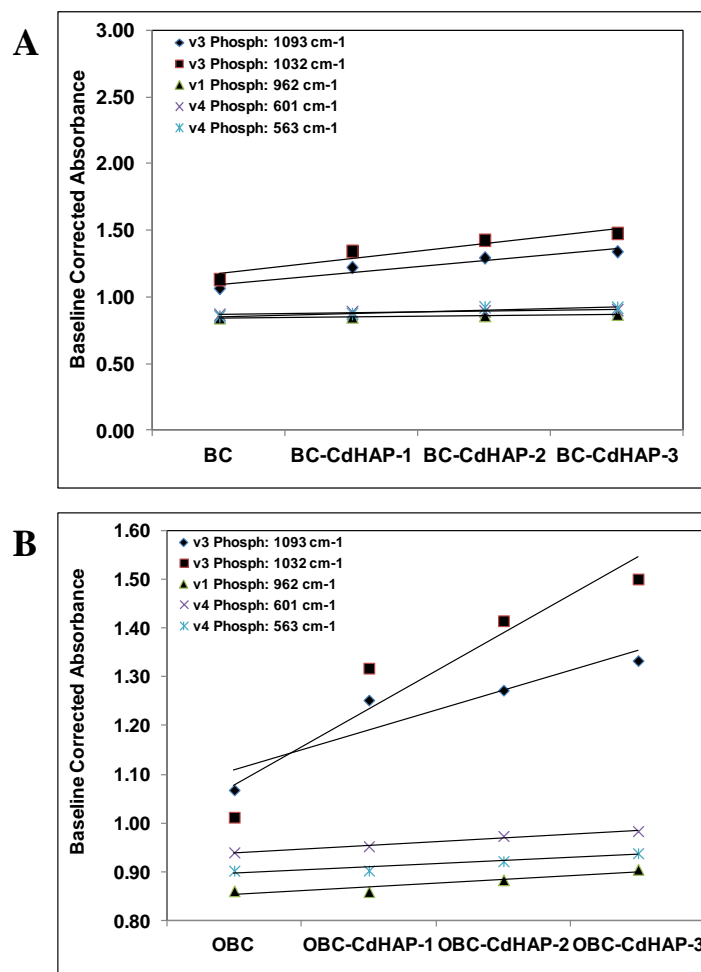 A
3.00
2.50
2.00
1.50
1.00
0.50
0.00
Baseline Corrected Absorbance
v3 Phosph: 1093 cm-1
v3 Phosph: 1032 cm-1
v1 Phosph: 962 cm-1
v4 Phosph: 601 cm-1
v4 Phosph: 563 cm-1
BC BC-CdHAP-1 BC-CdHAP-2 BC-CdHAP-3
B
1.60
1.50
1.40
1.30
1.20
1.10
1.00
0.90
0.80
Baseline Corrected Absorbance
v3 Phosph: 1093 cm-1
v3 Phosph: 1032 cm-1
v1 Phosph: 962 cm-1
v4 Phosph: 601 cm-1
v4 Phosph: 563 cm-1
OBC OBC-CdHAP-1 OBC-CdHAP-2 OBC-CdHAP-3